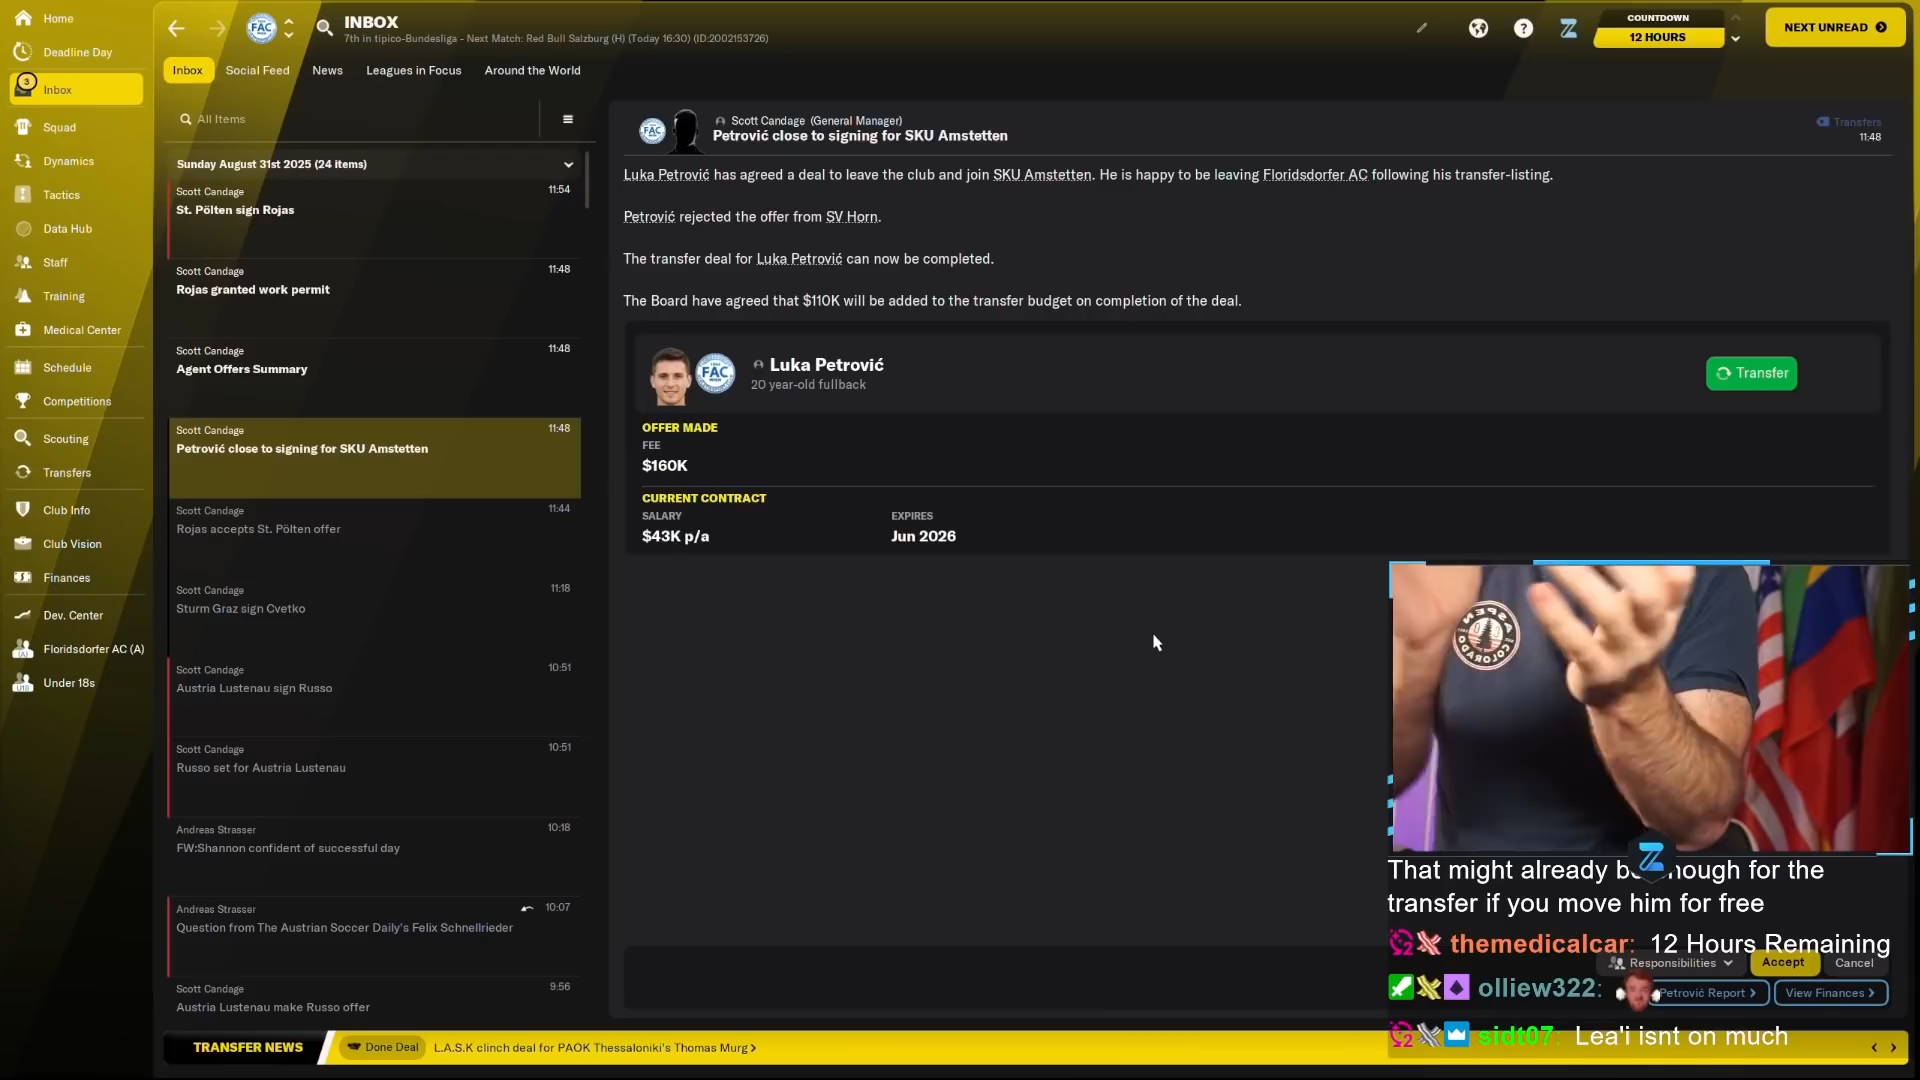 Home
Deadline Day
3
Inbox
Squad
Dynamics
Tactics
Data Hub
Staff
Training
Medical Center
Schedule
Competitions
Scouting
Transfers
Club Info
Club Vision
Finances
Dev. Center
Floridsdorfer AC (A)
Under 18s
FAC
INBOX
7th in tipico-Bundesliga - Next Match: Red Bull Salzburg (H) (Today 16:30) (ID:2002153726)
COUNTDOWN
12 HOURS
NEXT UNREAD
Inbox
Social Feed
News
Leagues in Focus
Around the World
All Items
Sunday August 31st 2025 (24 items)
Scott Candage 11:54
St. Pölten sign Rojas
Scott Candage 11:48
Rojas granted work permit
Scott Candage 11:48
Agent Offers Summary
Scott Candage 11:48
Petrović close to signing for SKU Amstetten
Scott Candage 11:44
Rojas accepts St. Pölten offer
Scott Candage 11:18
Sturm Graz sign Cvetko
Scott Candage 10:51
Austria Lustenau sign Russo
Scott Candage 10:51
Russo set for Austria Lustenau
Andreas Strasser 10:18
FW:Shannon confident of successful day
Andreas Strasser 10:07
Question from The Austrian Soccer Daily's Felix Schnellrieder
Scott Candage 9:56
Austria Lustenau make Russo offer
FAC
Scott Candage (General Manager)
Petrović close to signing for SKU Amstetten
Transfers
11:48
Luka Petrović has agreed a deal to leave the club and join SKU Amstetten. He is happy to be leaving Floridsdorfer AC following his transfer-listing.
Petrović rejected the offer from SV Horn.
The transfer deal for Luka Petrović can now be completed.
The Board have agreed that $110K will be added to the transfer budget on completion of the deal.
FAC
Luka Petrović
20 year-old fullback
Transfer
OFFER MADE
FEE
$160K
CURRENT CONTRACT
SALARY
$43K p/a
EXPIRES
Jun 2026
ASPEN
COLORADO
That might already be enough for the
transfer if you move him for free
themedicalcar: 12 Hours Remaining
Responsibilities
Accept
Cancel
olliew322:
Petrović Report
View Finances
sidt07: Lea'i isnt on much
TRANSFER NEWS
Done Deal
L.A.S.K clinch deal for PAOK Thessaloniki's Thomas Murg